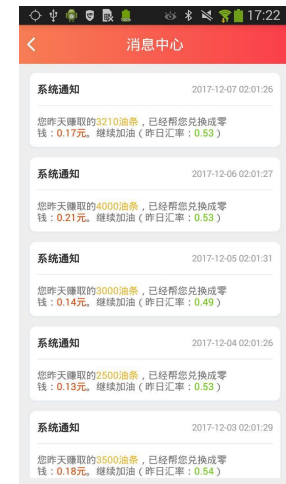 17:22
消息中心
系统通知 2017-12-07 02:01:26
您昨天赚取的3210油条，已经帮您兑换成零
钱：0.17元。继续加油（昨日汇率：0.53）
系统通知 2017-12-06 02:01:27
您昨天赚取的4000油条，已经帮您兑换成零
钱：0.21元。继续加油（昨日汇率：0.53）
系统通知 2017-12-05 02:01:31
您昨天赚取的3000油条，已经帮您兑换成零
钱：0.14元。继续加油（昨日汇率：0.49）
系统通知 2017-12-04 02:01:26
您昨天赚取的2500油条，已经帮您兑换成零
钱：0.13元。继续加油（昨日汇率：0.53）
系统通知 2017-12-03 02:01:29
您昨天赚取的3500油条，已经帮您兑换成零
钱：0.18元。继续加油（昨日汇率：0.54）